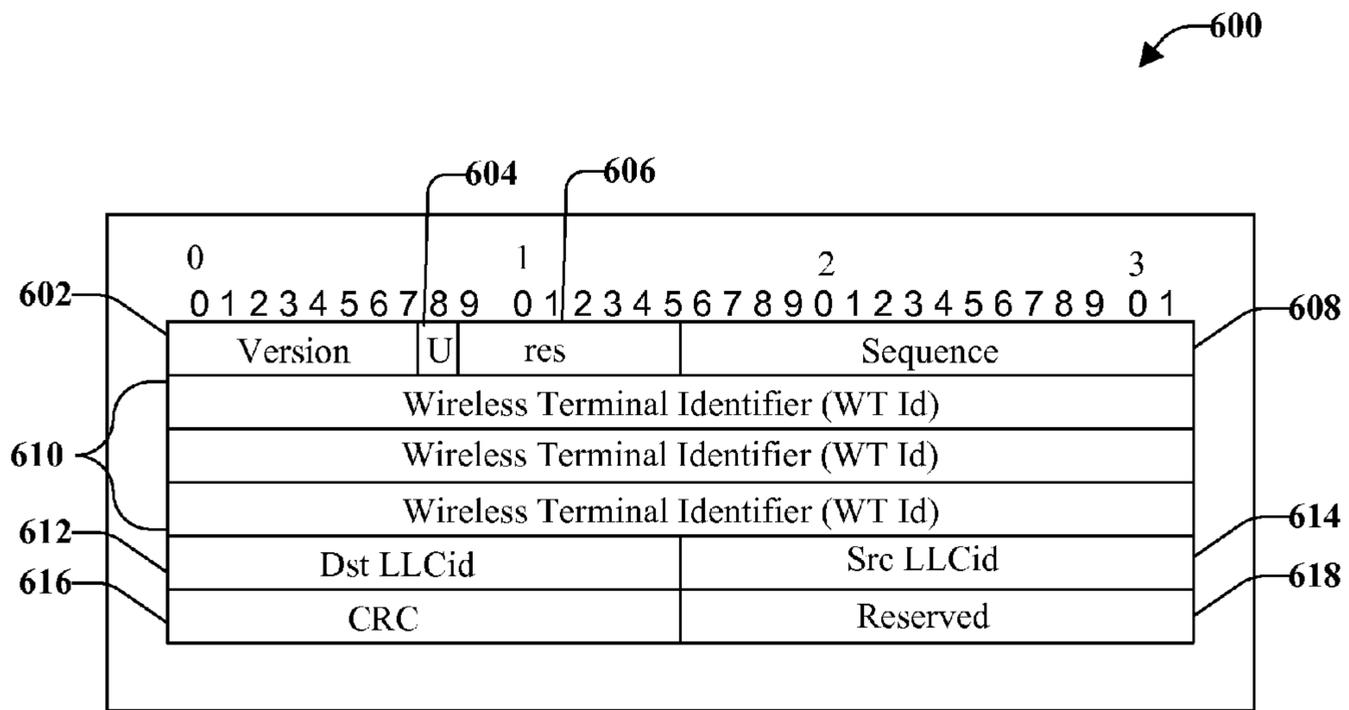 600
604 606
0 1 2 3
0 1 2 3 4 5 6 7 8 9 0 1 2 3 4 5 6 7 8 9 0 1 2 3 4 5 6 7 8 9 0 1
602 Version U res Sequence 608
Wireless Terminal Identifier (WT Id)
610 Wireless Terminal Identifier (WT Id)
Wireless Terminal Identifier (WT Id)
612 Dst LLCid Src LLCid 614
616 CRC Reserved 618